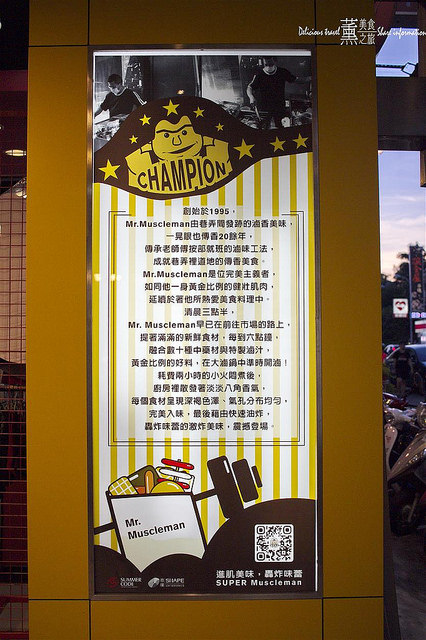 Delicious travel 薰 美食之旅 Share information
CHAMPION
創始於1995,
Mr.Muscleman由巷弄間發跡的滷香美味,
一晃眼也傳香20餘年,
傳承老師傅按部就班的滷味工法,
成就巷弄裡道地的傳香美食。
Mr.Muscleman是位完美主義者,
如同他一身黃金比例的健壯肌肉,
延續於著他所熱愛美食料理中。
清晨三點半,
Mr. Muscleman早已在前往市場的路上,
提著滿滿的新鮮食材,每到六點鐘,
融合數十種中藥材與特製滷汁,
黃金比例的好料,在大滷鍋中準時開滷!
耗費兩小時的小火悶煮後,
廚房裡散發著淡淡八角香氣,
每個食材呈現深褐色澤、氣孔分布均勻,
完美入味,最後藉由快速油炸,
轟炸味蕾的激炸美味,震撼登場。
Mr.
Muscleman
進肌美味,轟炸味蕾
SUPER Muscleman
SUMMER
COOL
SHAPE